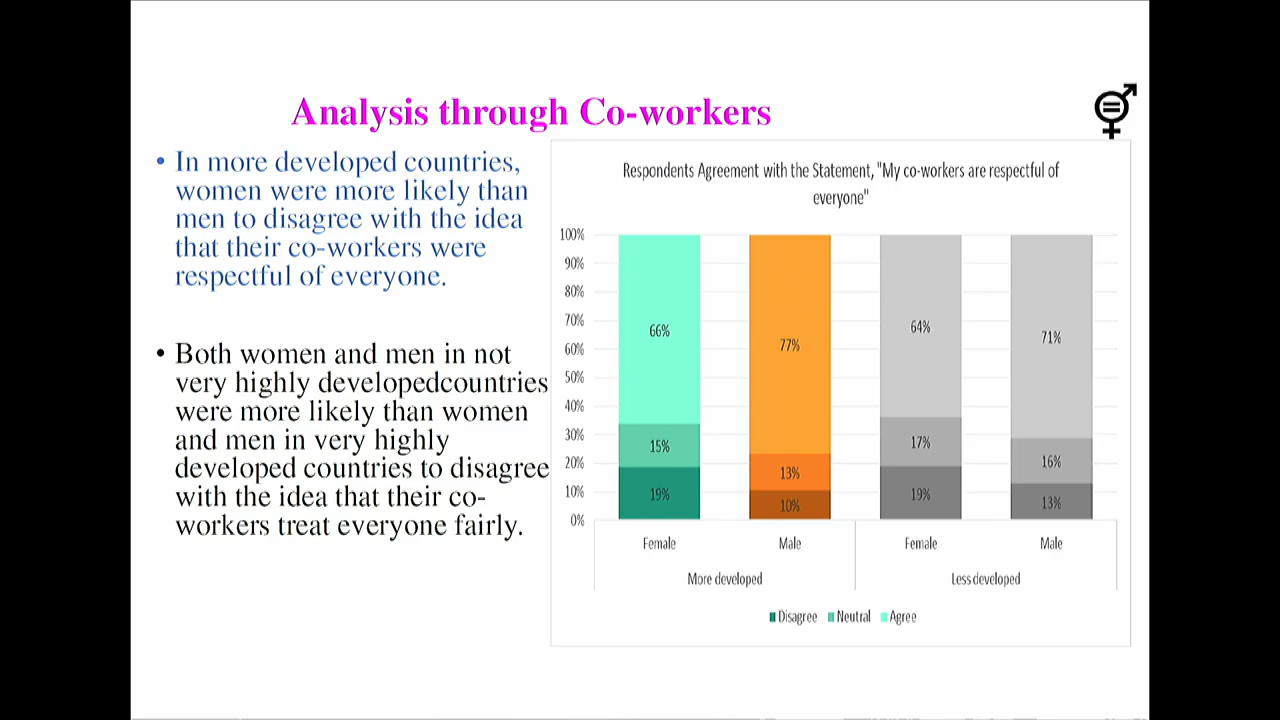 Analysis through Co-workers
• In more developed countries,
women were more likely than
men to disagree with the idea
that their co-workers were
respectful of everyone.
• Both women and men in not
very highly developedcountries
were more likely than women
and men in very highly
developed countries to disagree
with the idea that their co-
workers treat everyone fairly.
Respondents Agreement with the Statement, "My co-workers are respectful of
everyone"
100%
90%
80%
70%
60%
50%
40%
30%
20%
10%
0%
66%
15%
19%
77%
13%
10%
64%
17%
19%
71%
16%
13%
Female Male Female Male
More developed Less developed
Disagree Neutral Agree